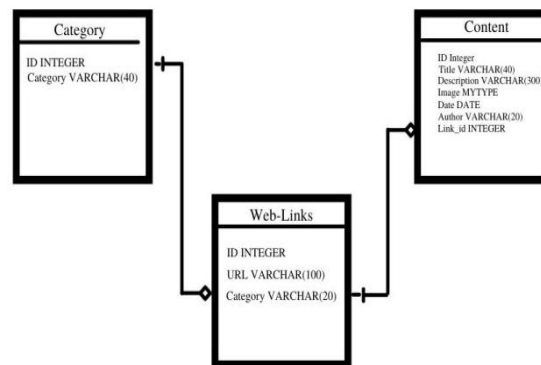 Category
ID INTEGER
Category VARCHAR(40)
Content
ID Integer
Title VARCHAR(40)
Description VARCHAR(300)
Image MYTYPE
Date DATE
Author VARCHAR(20)
Link_id INTEGER
Web-Links
ID INTEGER
URL VARCHAR(100)
Category VARCHAR(20)